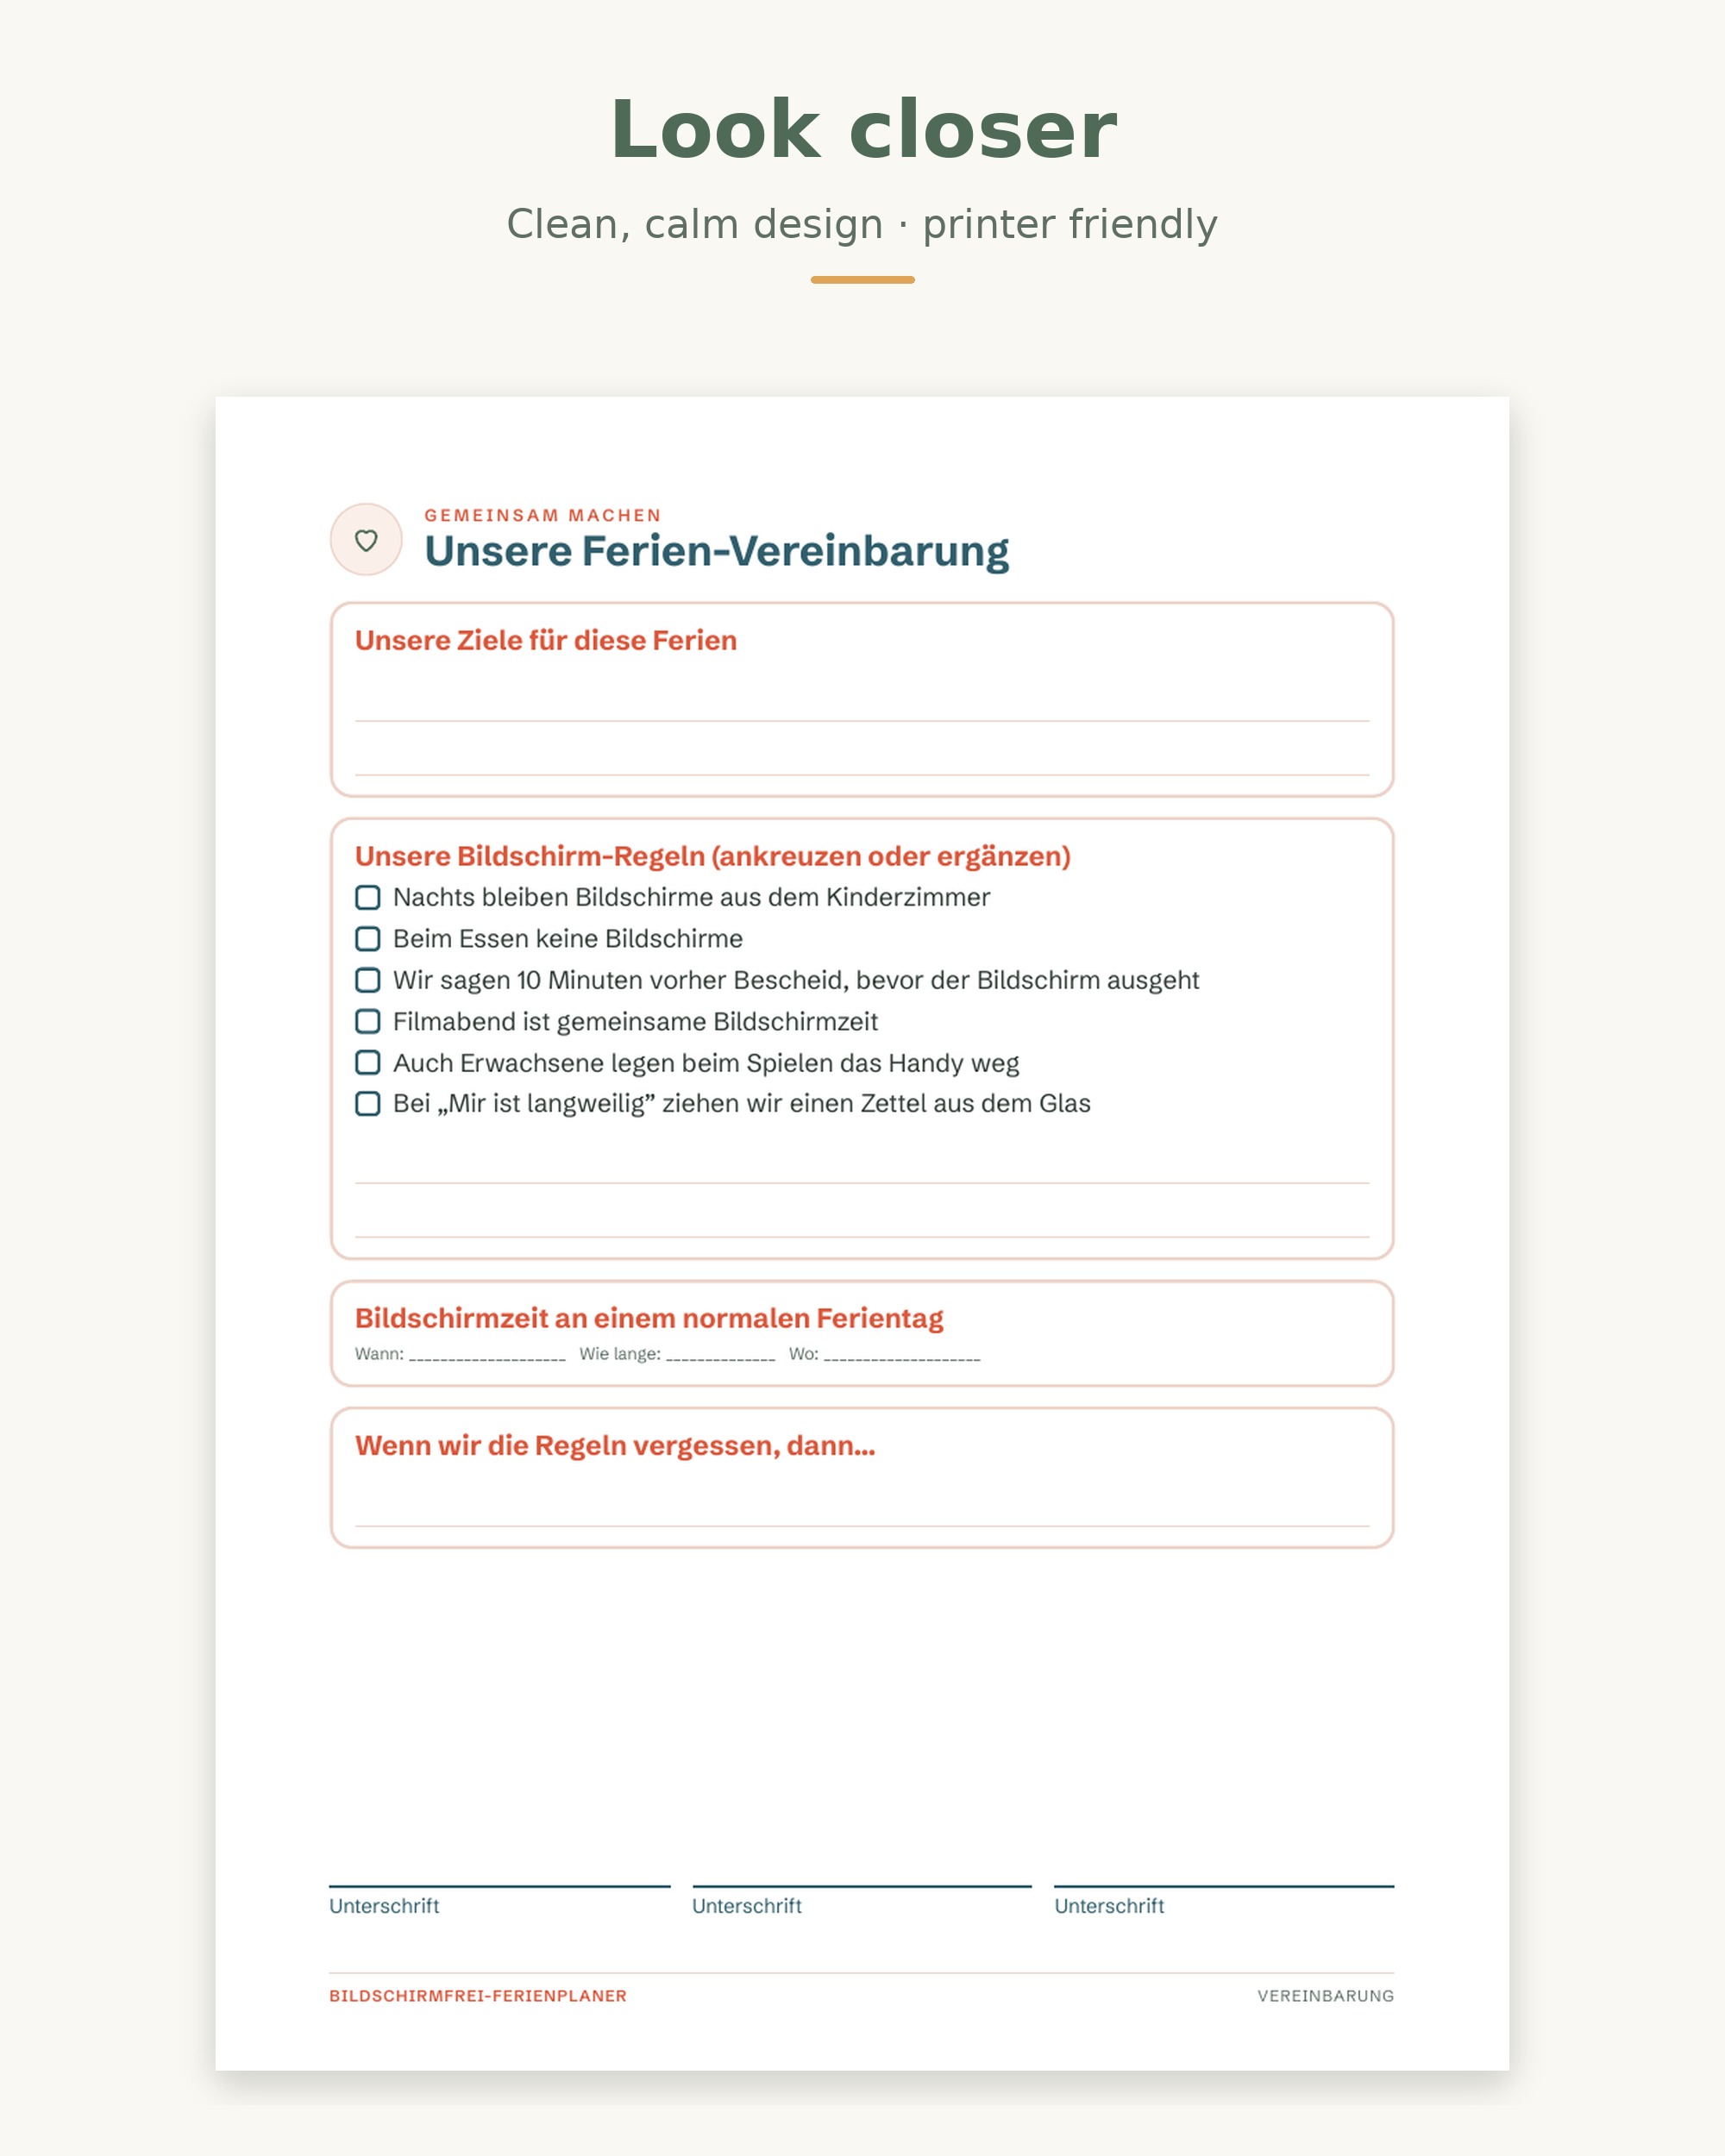 Look closer
Clean, calm design · printer friendly
GEMEINSAM MACHEN
Unsere Ferien-Vereinbarung
Unsere Ziele für diese Ferien
Unsere Bildschirm-Regeln (ankreuzen oder ergänzen)
Nachts bleiben Bildschirme aus dem Kinderzimmer
Beim Essen keine Bildschirme
Wir sagen 10 Minuten vorher Bescheid, bevor der Bildschirm ausgeht
Filmabend ist gemeinsame Bildschirmzeit
Auch Erwachsene legen beim Spielen das Handy weg
Bei „Mir ist langweilig” ziehen wir einen Zettel aus dem Glas
Bildschirmzeit an einem normalen Ferientag
Wann: ____________________ Wie lange: ______________ Wo: ____________________
Wenn wir die Regeln vergessen, dann...
Unterschrift Unterschrift Unterschrift
BILDSCHIRMFREI-FERIENPLANER VEREINBARUNG